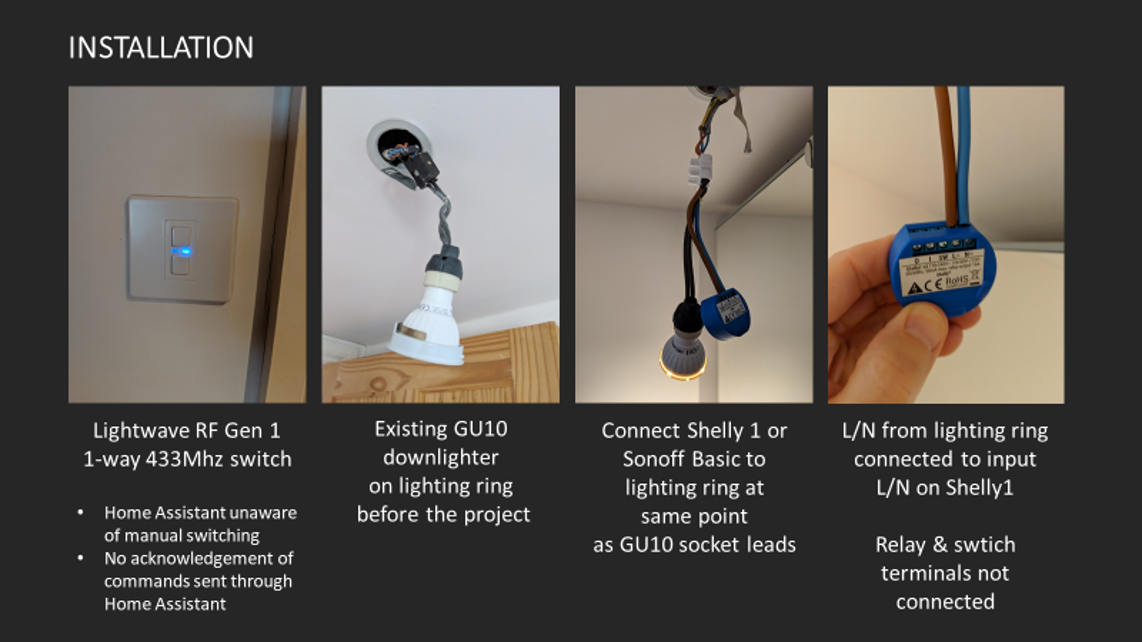 INSTALLATION
Lightwave RF Gen 1
1-way 433Mhz switch
• Home Assistant unaware
of manual switching
• No acknowledgement of
commands sent through
Home Assistant
Existing GU10
downlighter
on lighting ring
before the project
Connect Shelly 1 or
Sonoff Basic to
lighting ring at
same point
as GU10 socket leads
O I SW L N
CE RoHS
L/N from lighting ring
connected to input
L/N on Shelly1
Relay & swtich
terminals not
connected